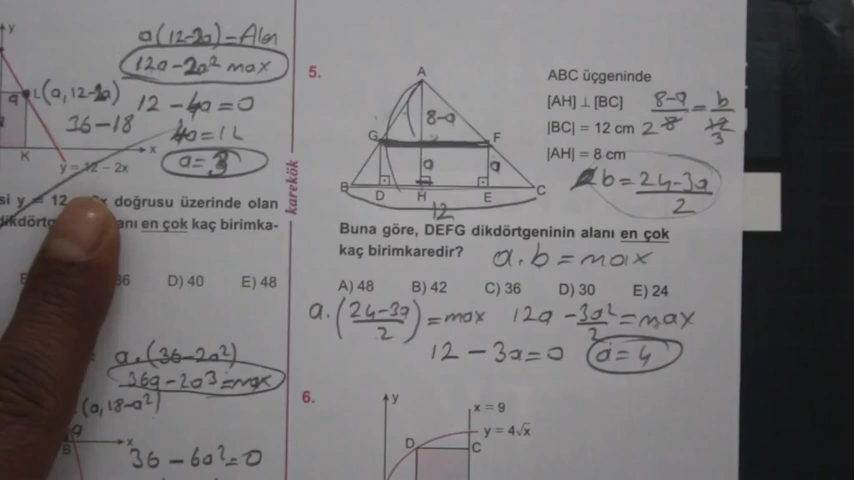 y
a(12-2a)=Alan
12a-2a² max
L(a, 12-2a)
12-4a=0
36-18
4a=12
a=3
K
x
y = 12 – 2x
doğrusu üzerinde olan
anı en çok kaç birimka-
D) 40 E) 48
a.(36-2a²)
36a-2a³=max
(a, 18-a²)
a
B
x
36-6a²=0
karekök
5.
A
8-a
G
F
a
a
B
D
H
E
C
12
ABC üçgeninde
[AH] ⊥ [BC]
|BC| = 12 cm
|AH| = 8 cm
8-a/8 = b/12
2
3
b = 24-3a/2
Buna göre, DEFG dikdörtgeninin alanı en çok
kaç birimkaredir?
a.b=max
A) 48 B) 42 C) 36 D) 30 E) 24
a.(24-3a/2)=max 12a-3a²/2=max
12-3a=0 a=4
6.
y
x = 9
y = 4√x
D
C